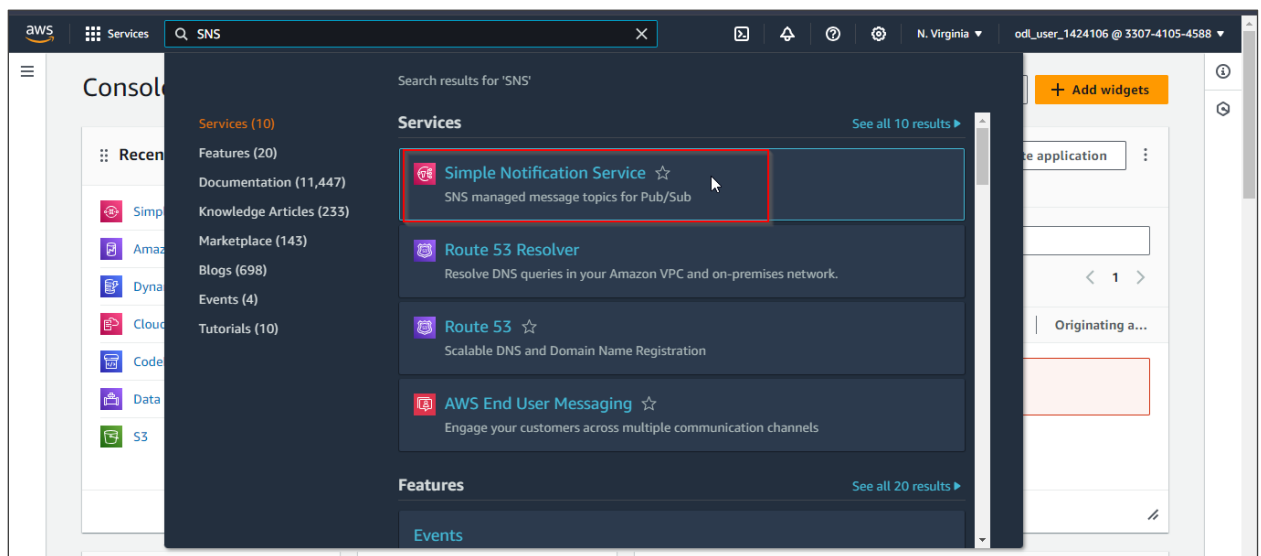 aws
Services
SNS
N. Virginia ▼
odl_user_1424106 @ 3307-4105-4588 ▼
Search results for 'SNS'
+ Add widgets
Services (10)
Features (20)
Documentation (11,447)
Knowledge Articles (233)
Marketplace (143)
Blogs (698)
Events (4)
Tutorials (10)
Services
See all 10 results ▶
Simple Notification Service
SNS managed message topics for Pub/Sub
Route 53 Resolver
Resolve DNS queries in your Amazon VPC and on-premises network.
Route 53
Scalable DNS and Domain Name Registration
AWS End User Messaging
Engage your customers across multiple communication channels
Features
See all 20 results ▶
Events
Consol
Recen
Simp
Amaz
Dyna
Clou
Code
Data
S3
te application
1
Originating a...